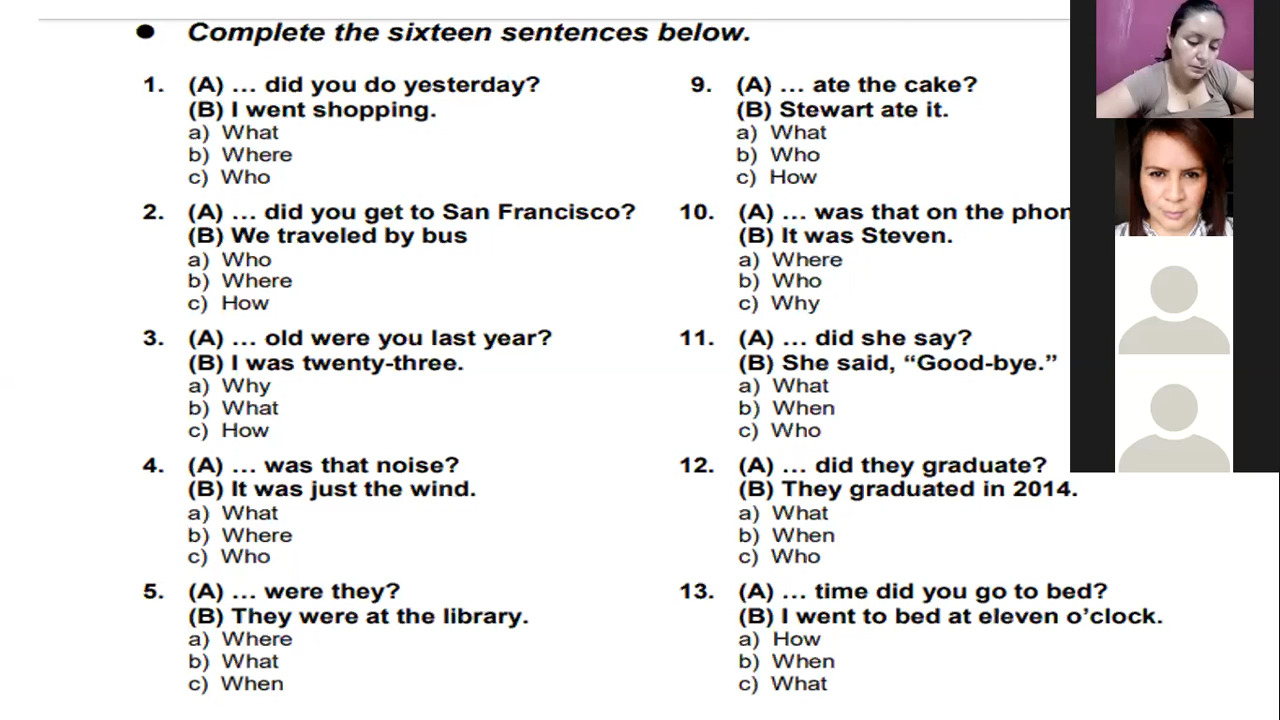 ● Complete the sixteen sentences below.
1. (A) … did you do yesterday?
(B) I went shopping.
a) What
b) Where
c) Who
2. (A) … did you get to San Francisco?
(B) We traveled by bus
a) Who
b) Where
c) How
3. (A) … old were you last year?
(B) I was twenty-three.
a) Why
b) What
c) How
4. (A) … was that noise?
(B) It was just the wind.
a) What
b) Where
c) Who
5. (A) … were they?
(B) They were at the library.
a) Where
b) What
c) When
9. (A) … ate the cake?
(B) Stewart ate it.
a) What
b) Who
c) How
10. (A) … was that on the phon
(B) It was Steven.
a) Where
b) Who
c) Why
11. (A) … did she say?
(B) She said, “Good-bye.”
a) What
b) When
c) Who
12. (A) … did they graduate?
(B) They graduated in 2014.
a) What
b) When
c) Who
13. (A) … time did you go to bed?
(B) I went to bed at eleven o’clock.
a) How
b) When
c) What